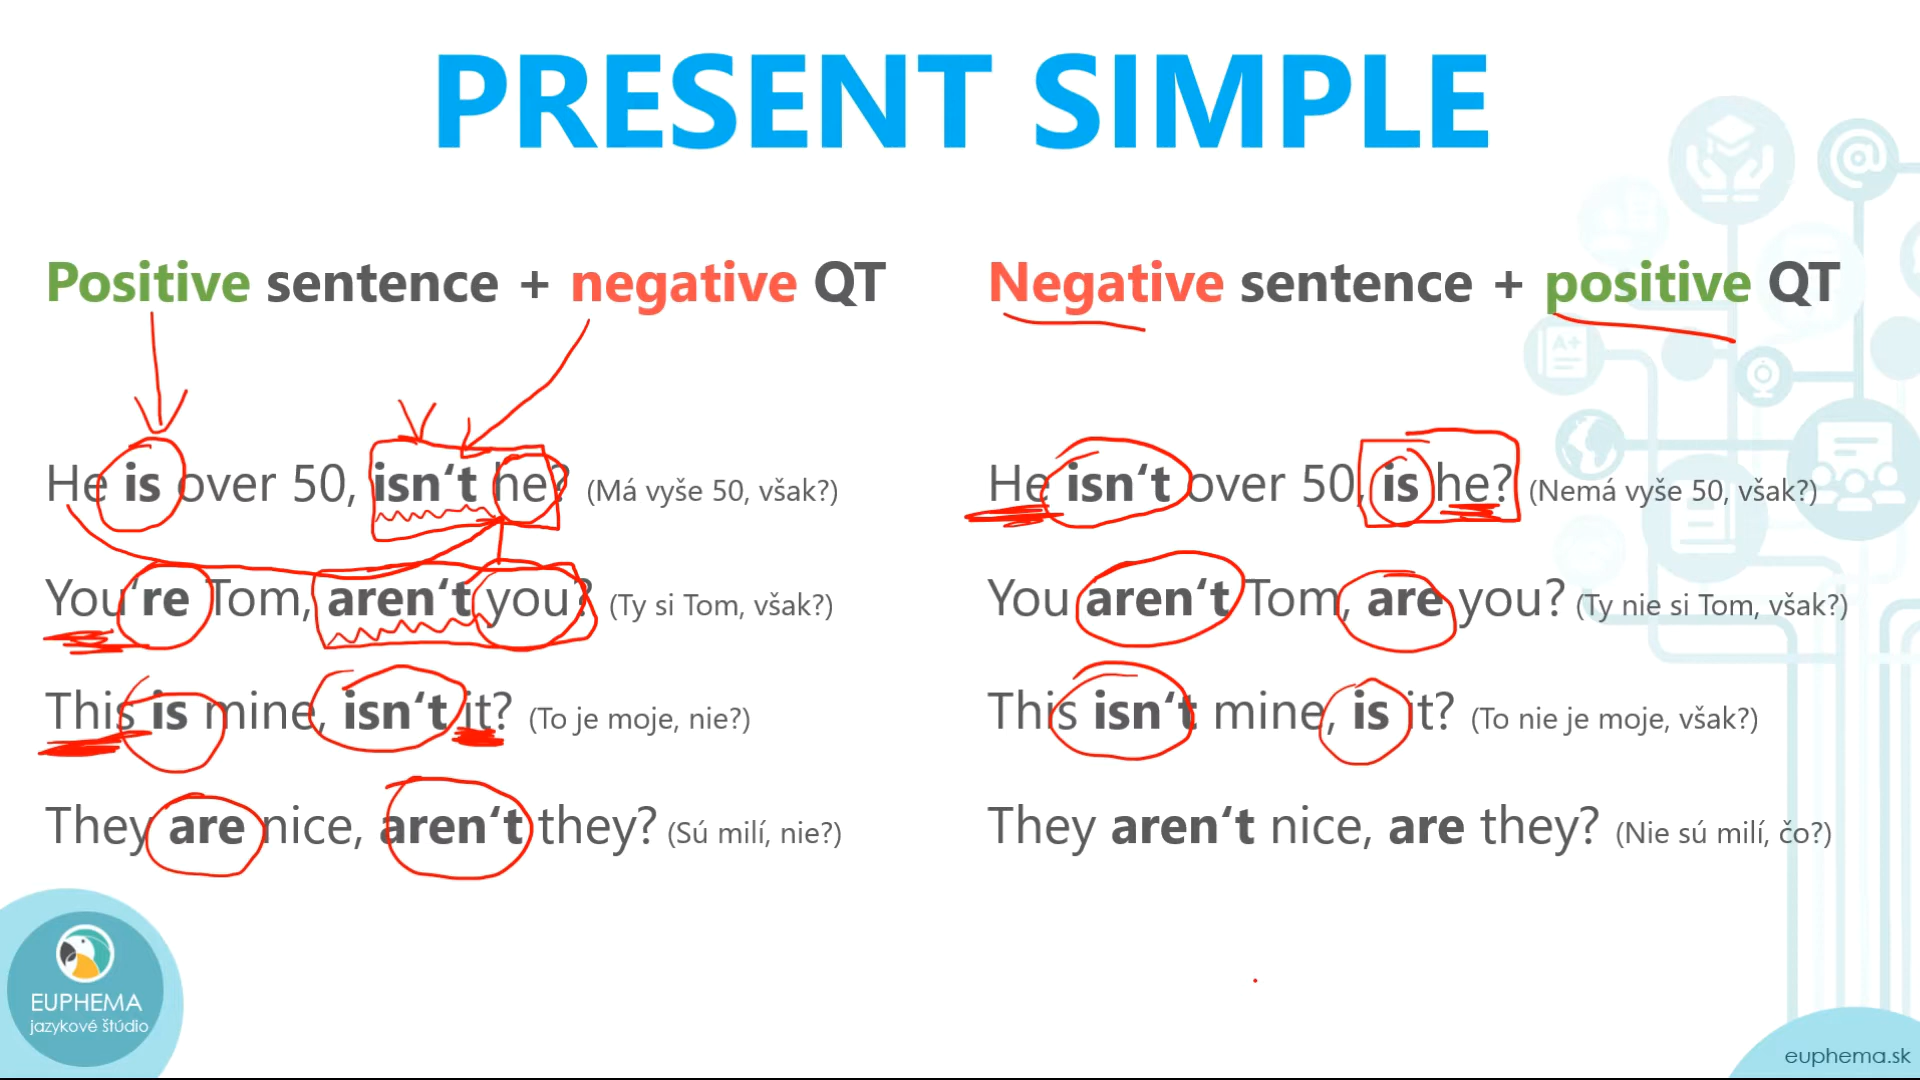 PRESENT SIMPLE
Positive sentence + negative QT
He is over 50, isn‘t he? (Má vyše 50, však?)
You‘re Tom, aren‘t you? (Ty si Tom, však?)
This is mine, isn‘t it? (To je moje, nie?)
They are nice, aren‘t they? (Sú milí, nie?)
Negative sentence + positive QT
He isn‘t over 50, is he? (Nemá vyše 50, však?)
You aren‘t Tom, are you? (Ty nie si Tom, však?)
This isn‘t mine, is it? (To nie je moje, však?)
They aren‘t nice, are they? (Nie sú milí, čo?)
A+
@
EUPHEMA
jazykové štúdio
euphema.sk